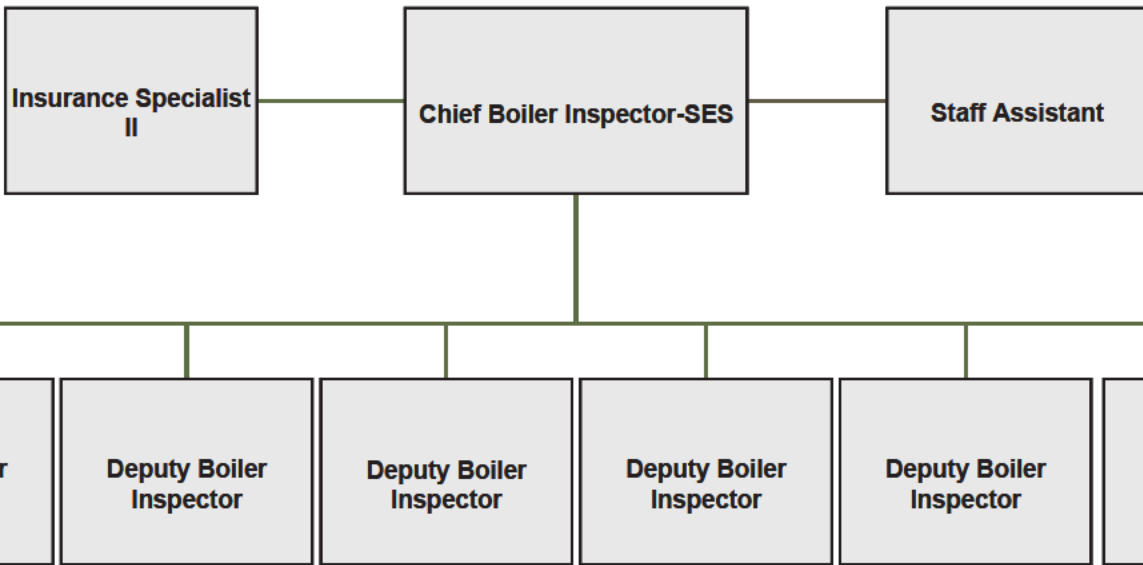 Insurance Specialist
II
Chief Boiler Inspector-SES
Staff Assistant
Deputy Boiler
Inspector
Deputy Boiler
Inspector
Deputy Boiler
Inspector
Deputy Boiler
Inspector